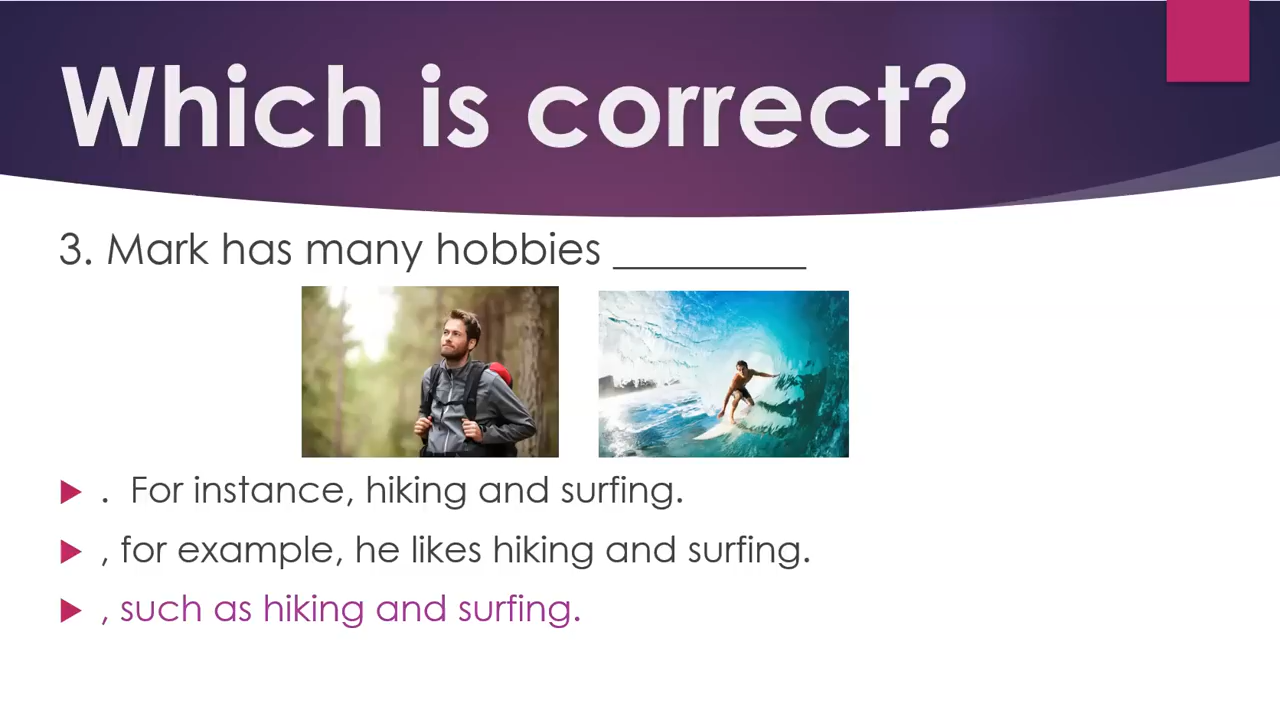 Which is correct?
3. Mark has many hobbies _________
. For instance, hiking and surfing.
, for example, he likes hiking and surfing.
, such as hiking and surfing.